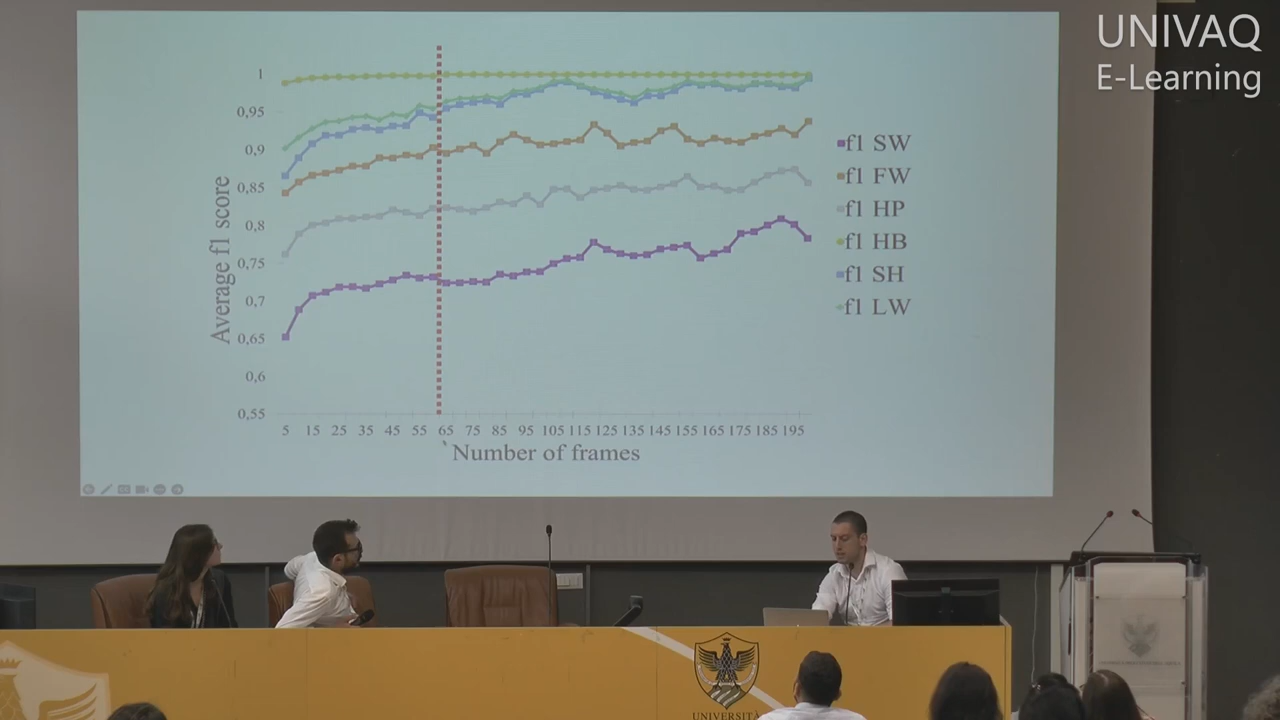 UNIVAQ
E-Learning
1
0,95
0,9
0,85
0,8
0,75
0,7
0,65
0,6
0,55
Average f1 score
5 15 25 35 45 55 65 75 85 95 105 115 125 135 145 155 165 175 185 195
Number of frames
f1 SW
f1 FW
f1 HP
f1 HB
f1 SH
f1 LW
UNIVERSITÀ